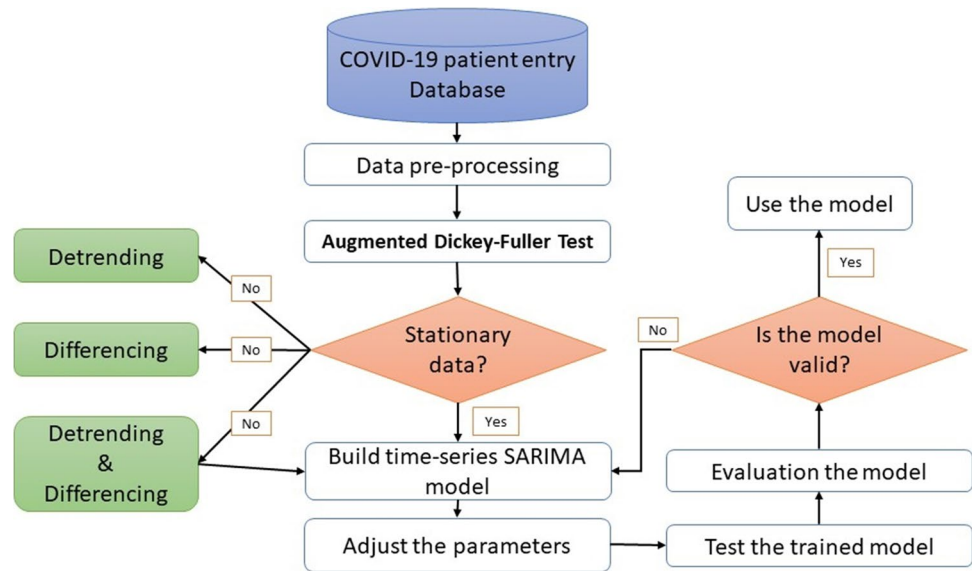 COVID-19 patient entry
Database
Data pre-processing
Augmented Dickey-Fuller Test
Stationary
data?
No
Detrending
No
Differencing
No
Detrending
&
Differencing
Yes
Build time-series SARIMA
model
Adjust the parameters
Test the trained model
Evaluation the model
Is the model
valid?
No
Yes
Use the model